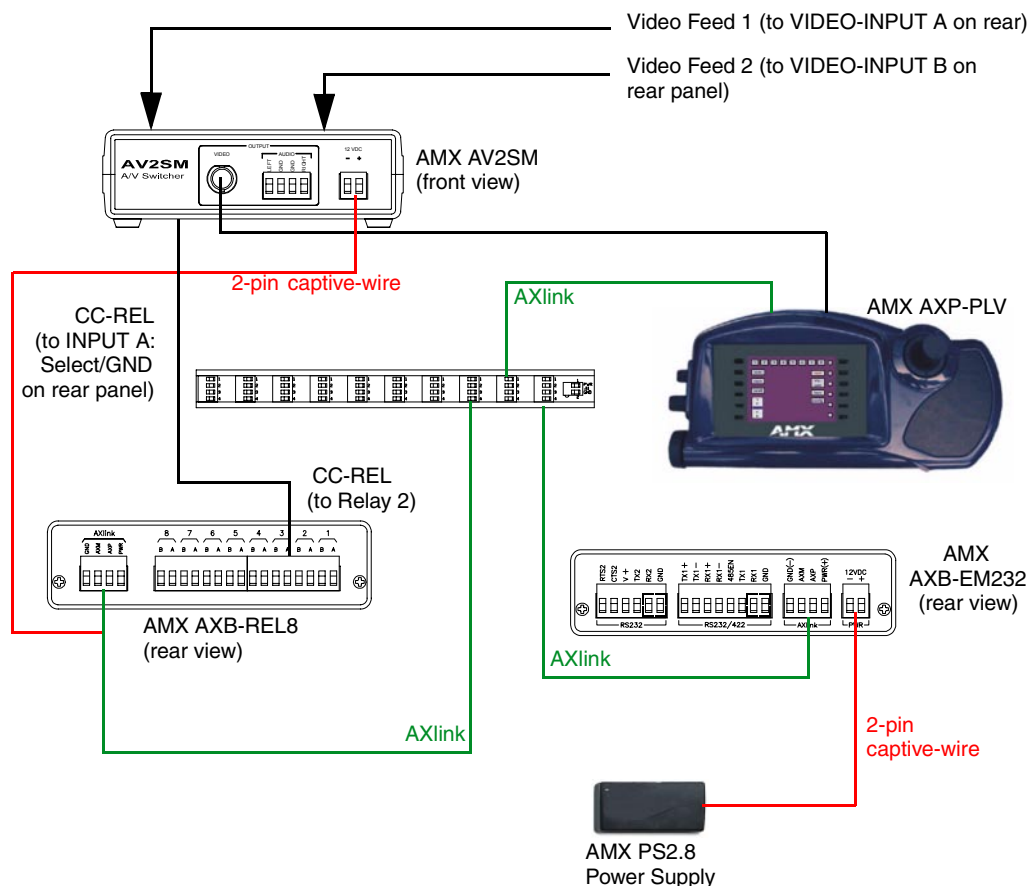 Video Feed 1 (to VIDEO-INPUT A on rear)
Video Feed 2 (to VIDEO-INPUT B on
rear panel)
AV2SM
A/V Switcher
OUTPUT
VIDEO
AUDIO
LEFT
GND
GND
RIGHT
12 VDC
- +
AMX AV2SM
(front view)
2-pin captive-wire
AXlink
AMX AXP-PLV
CC-REL
(to INPUT A:
Select/GND
on rear panel)
AMX
CC-REL
(to Relay 2)
AXlink
GND AXM AXP PWR
8 7 6 5 4 3 2 1
B A B A B A B A B A B A B A B A
AMX AXB-REL8
(rear view)
RTS2 CTS2 V+ TX2 RX2 GND
RS232
TX1+ TX1- RX1+ RX1- 485EN TX1 RX1 GND
RS232/422
GND(-) AXM AXP PWR(+)
AXlink
12VDC
- +
PWR
AMX
AXB-EM232
(rear view)
AXlink
AXlink
2-pin
captive-wire
AMX PS2.8
Power Supply